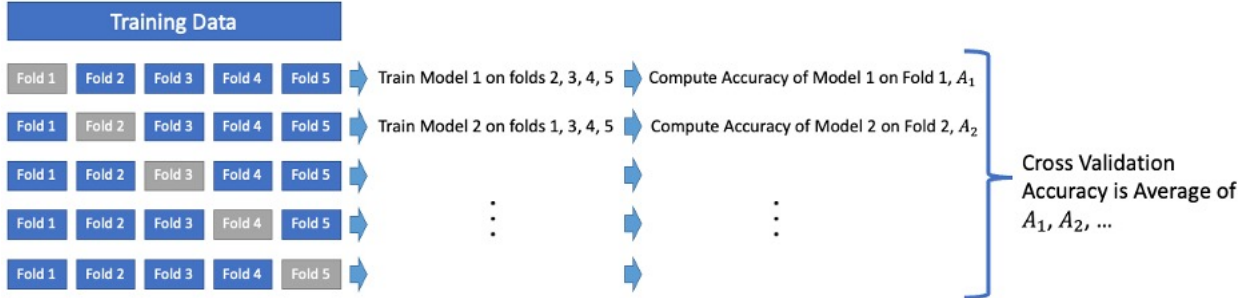 Training Data
Fold 1 Fold 2 Fold 3 Fold 4 Fold 5 Train Model 1 on folds 2, 3, 4, 5 Compute Accuracy of Model 1 on Fold 1, A₁
Fold 1 Fold 2 Fold 3 Fold 4 Fold 5 Train Model 2 on folds 1, 3, 4, 5 Compute Accuracy of Model 2 on Fold 2, A₂
Fold 1 Fold 2 Fold 3 Fold 4 Fold 5
Fold 1 Fold 2 Fold 3 Fold 4 Fold 5
Fold 1 Fold 2 Fold 3 Fold 4 Fold 5
Cross Validation
Accuracy is Average of
A₁, A₂, ...